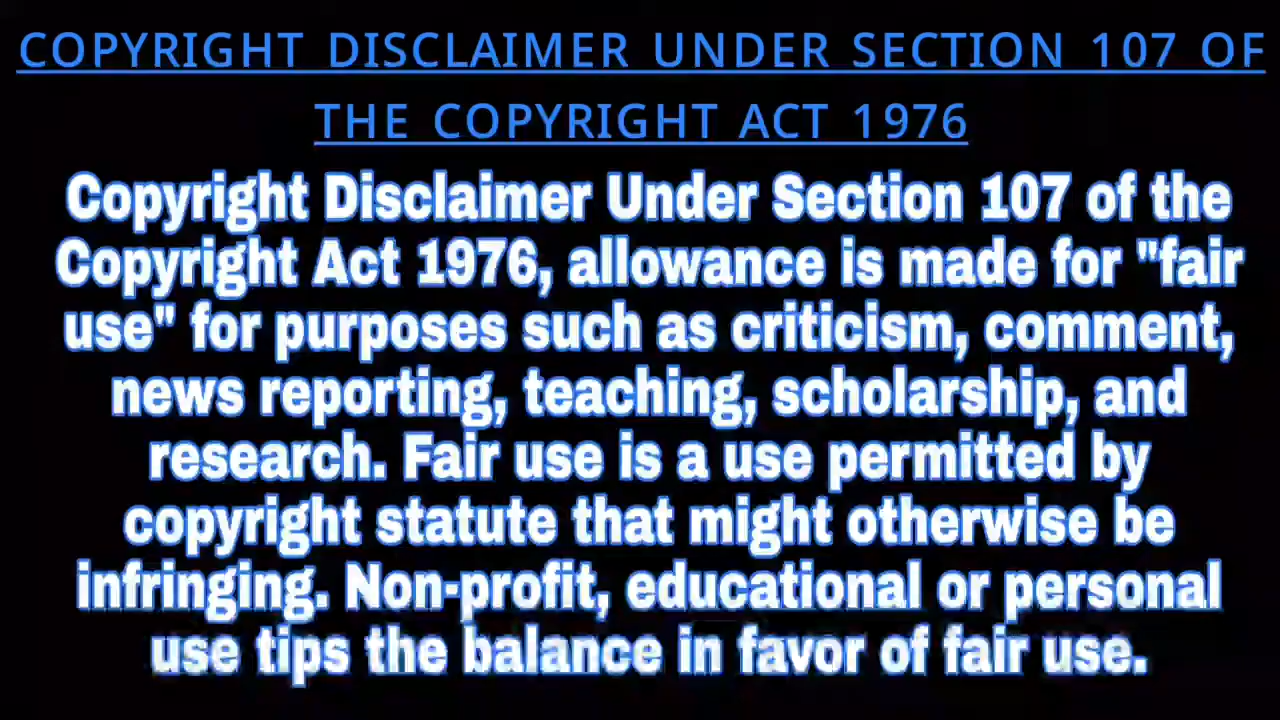 COPYRIGHT DISCLAIMER UNDER SECTION 107 OF
THE COPYRIGHT ACT 1976
Copyright Disclaimer Under Section 107 of the
Copyright Act 1976, allowance is made for "fair
use" for purposes such as criticism, comment,
news reporting, teaching, scholarship, and
research. Fair use is a use permitted by
copyright statute that might otherwise be
infringing. Non-profit, educational or personal
use tips the balance in favor of fair use.